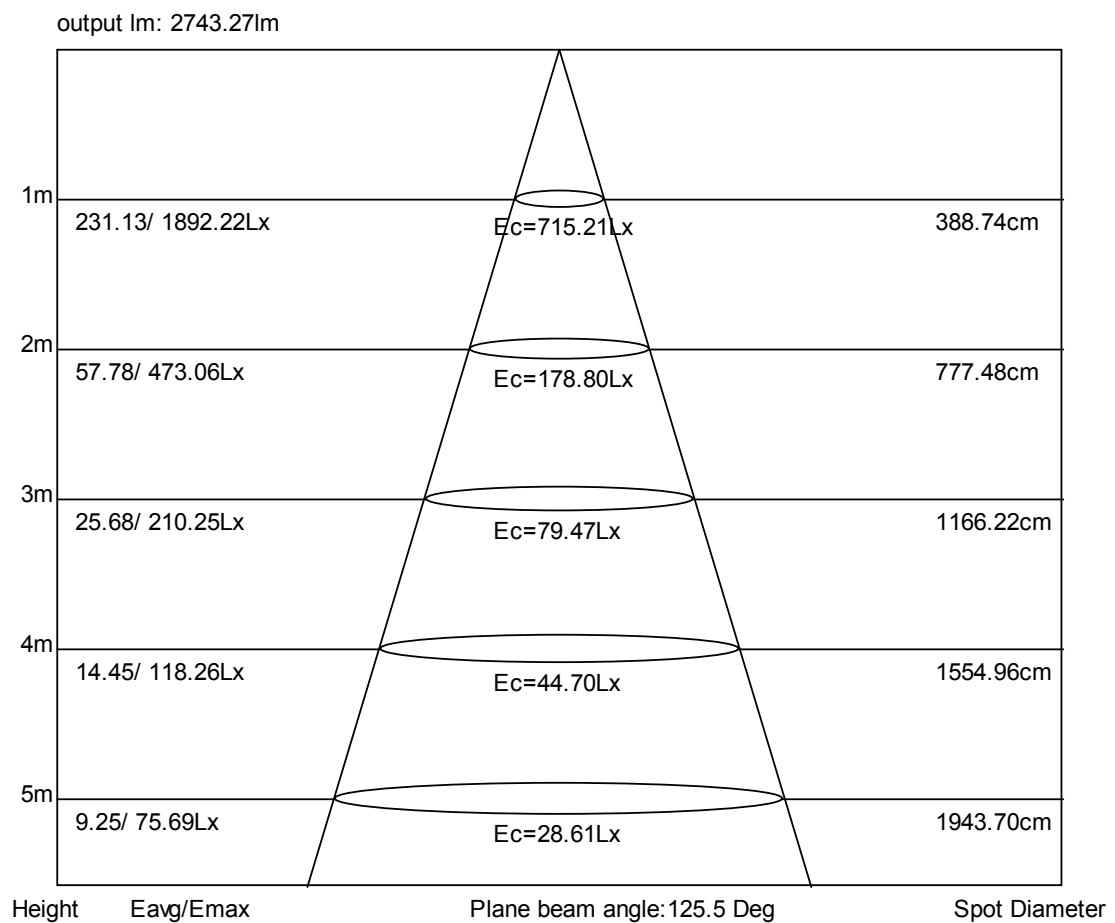 output lm: 2743.27lm
1m
231.13/ 1892.22Lx
Ec=715.21Lx
388.74cm
2m
57.78/ 473.06Lx
Ec=178.80Lx
777.48cm
3m
25.68/ 210.25Lx
Ec=79.47Lx
1166.22cm
4m
14.45/ 118.26Lx
Ec=44.70Lx
1554.96cm
5m
9.25/ 75.69Lx
Ec=28.61Lx
1943.70cm
Height Eavg/Emax Plane beam angle:125.5 Deg Spot Diameter